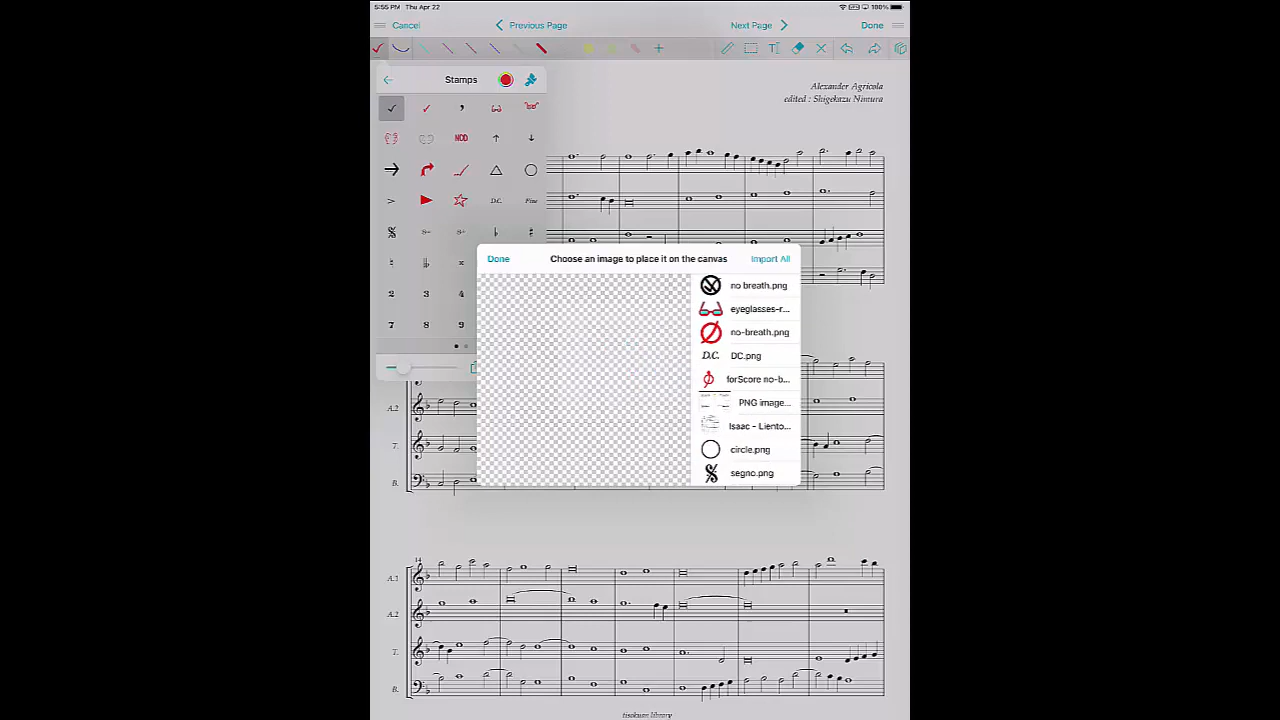 5:55 PM Thu Apr 22 100%
Cancel Previous Page Next Page Done
Stamps
Alexander Agricola
edited : Shigekazu Nimura
NOD
D.C. Fine
2 3 4
7 8 9
Done Choose an image to place it on the canvas Import All
no breath.png
eyeglasses-r...
no-breath.png
D.C. DC.png
forScore no-b...
PNG image...
Isaac - Liento...
circle.png
segno.png
A.2
T.
B.
14
A.1
A.2
T.
B.
tisokuan library